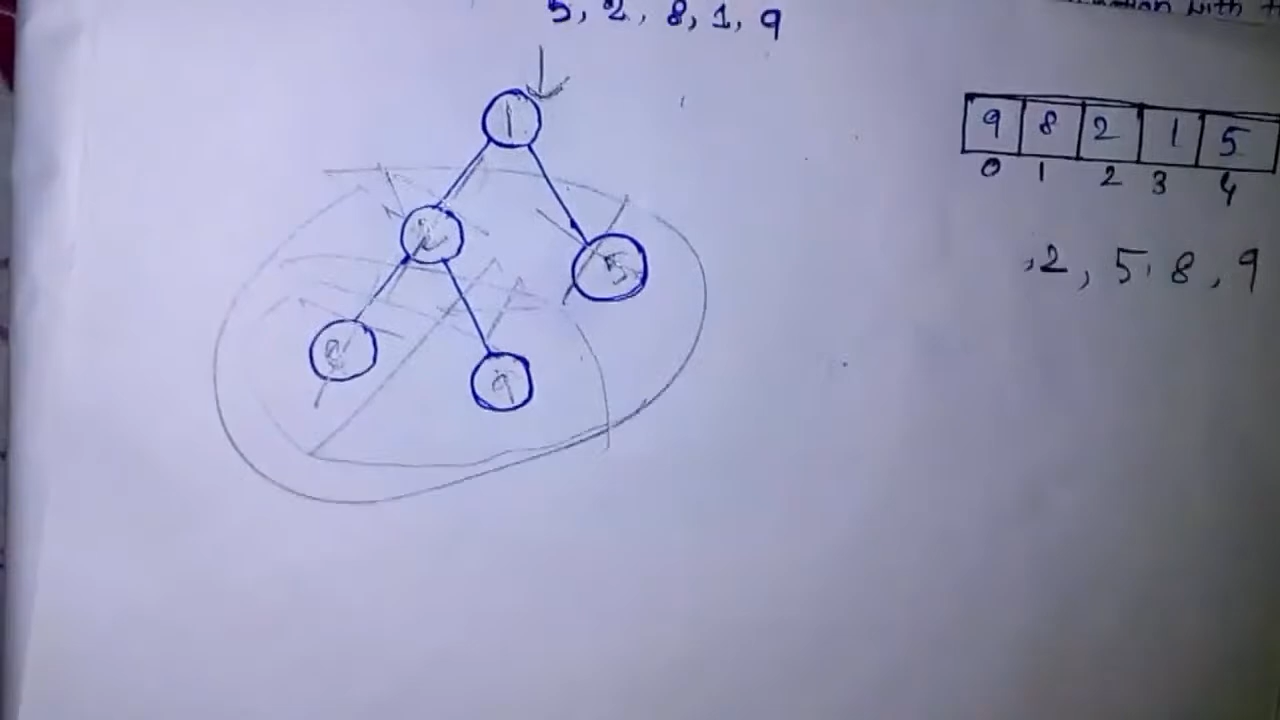 5, 2, 8, 1, 9
with
1
9 8 2 1 5
0 1 2 3 4
2
5
,2, 5, 8, 9
8
9